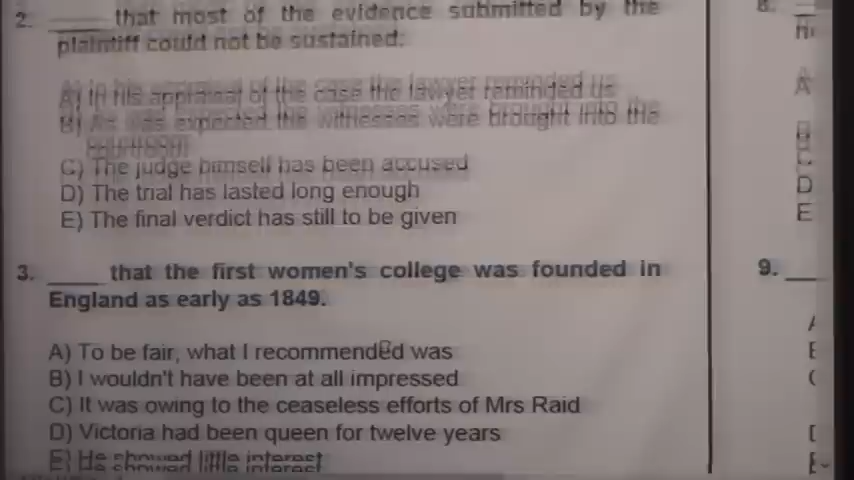 2. ____ that most of the evidence submitted by the
plaintiff could not be sustained.
A) In his appraisal of the case the lawyer reminded us
B) As was expected the witnesses were brought into the
C) The judge himself has been accused
D) The trial has lasted long enough
E) The final verdict has still to be given
3. ____ that the first women's college was founded in
England as early as 1849.
A) To be fair, what I recommended was
B) I wouldn't have been at all impressed
C) It was owing to the ceaseless efforts of Mrs Raid
D) Victoria had been queen for twelve years
E) He showed little interest
8.
A
D
E
9. ____